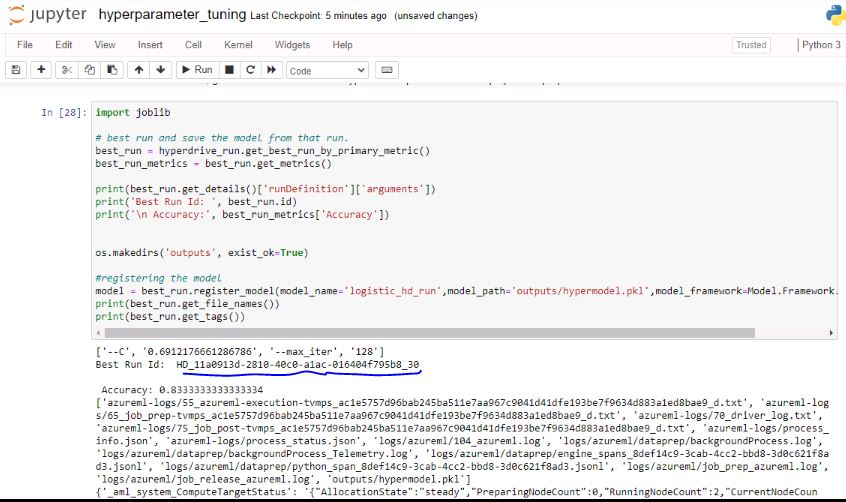 jupyter hyperparameter_tuning Last Checkpoint: 5 minutes ago (unsaved changes)
File Edit View Insert Cell Kernel Widgets Help Trusted Python 3
Run Code
In [28]: import joblib
# best run and save the model from that run.
best_run = hyperdrive_run.get_best_run_by_primary_metric()
best_run_metrics = best_run.get_metrics()
print(best_run.get_details()['runDefinition']['arguments'])
print('Best Run Id: ', best_run.id)
print('\n Accuracy:', best_run_metrics['Accuracy'])
os.makedirs('outputs', exist_ok=True)
#registering the model
model = best_run.register_model(model_name='logistic_hd_run',model_path='outputs/hypermodel.pkl',model_framework=Model.Framework.
print(best_run.get_file_names())
print(best_run.get_tags())
['--C', '0.6912176661286786', '--max_iter', '128']
Best Run Id: HD_11a0913d-2810-40c0-a1ac-016404f795b8_30
Accuracy: 0.8333333333333334
['azureml-logs/55_azureml-execution-tvmps_ac1e5757d96bab245ba511e7aa967c9041d41dfe193be7f9634d883a1ed8bae9_d.txt', 'azureml-log
s/65_job_prep-tvmps_ac1e5757d96bab245ba511e7aa967c9041d41dfe193be7f9634d883a1ed8bae9_d.txt', 'azureml-logs/70_driver_log.txt',
'azureml-logs/75_job_post-tvmps_ac1e5757d96bab245ba511e7aa967c9041d41dfe193be7f9634d883a1ed8bae9_d.txt', 'azureml-logs/process_
info.json', 'azureml-logs/process_status.json', 'logs/azureml/104_azureml.log', 'logs/azureml/dataprep/backgroundProcess.log',
'logs/azureml/dataprep/backgroundProcess_Telemetry.log', 'logs/azureml/dataprep/engine_spans_8def14c9-3cab-4cc2-bbd8-3d0c621f8a
d3.jsonl', 'logs/azureml/dataprep/python_span_8def14c9-3cab-4cc2-bbd8-3d0c621f8ad3.jsonl', 'logs/azureml/job_prep_azureml.log',
'logs/azureml/job_release_azureml.log', 'outputs/hypermodel.pkl']
{'_aml_system_ComputeTargetStatus': '{"AllocationState":"steady","PreparingNodeCount":0,"RunningNodeCount":2,"CurrentNodeCoun